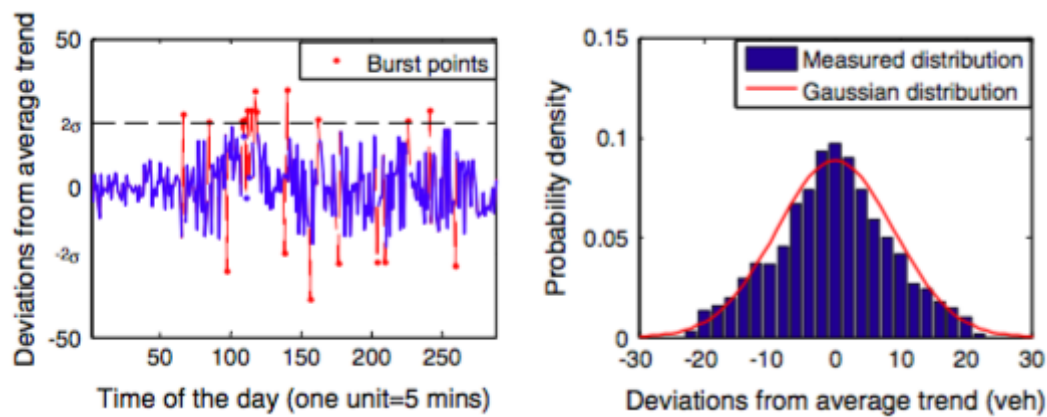 Deviations from average trend
50
2σ
0
-2σ
-50
Burst points
50
100
150
200
250
Time of the day (one unit=5 mins)
Probability density
0.15
0.1
0.05
0
Measured distribution
Gaussian distribution
-30
-20
-10
0
10
20
30
Deviations from average trend (veh)